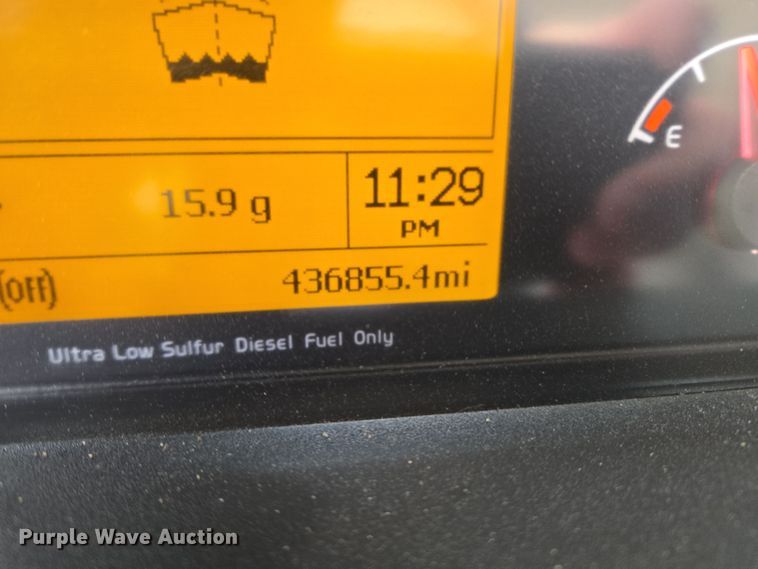 E
15.9 g
11:29
PM
(OFF)
436855.4mi
Ultra Low Sulfur Diesel Fuel Only
Purple Wave Auction